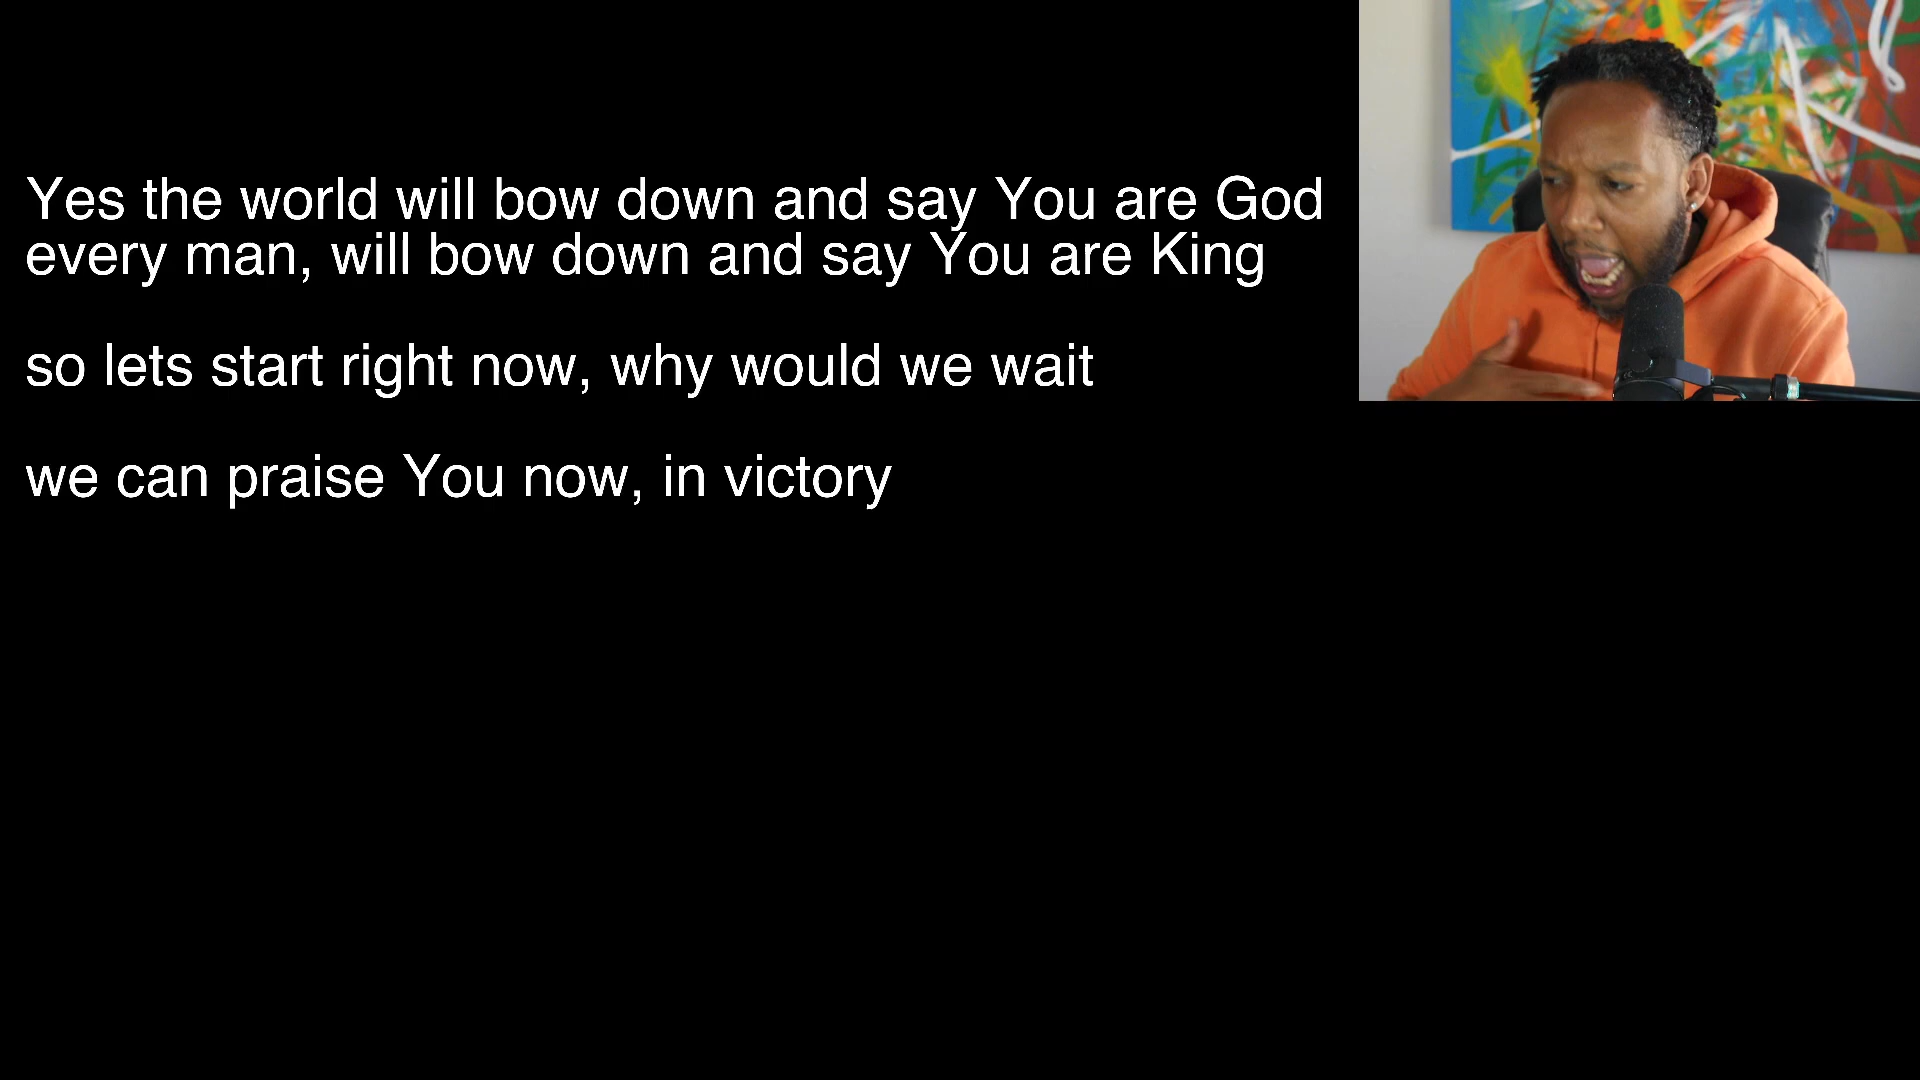 Yes the world will bow down and say You are God
every man, will bow down and say You are King
so lets start right now, why would we wait
we can praise You now, in victory